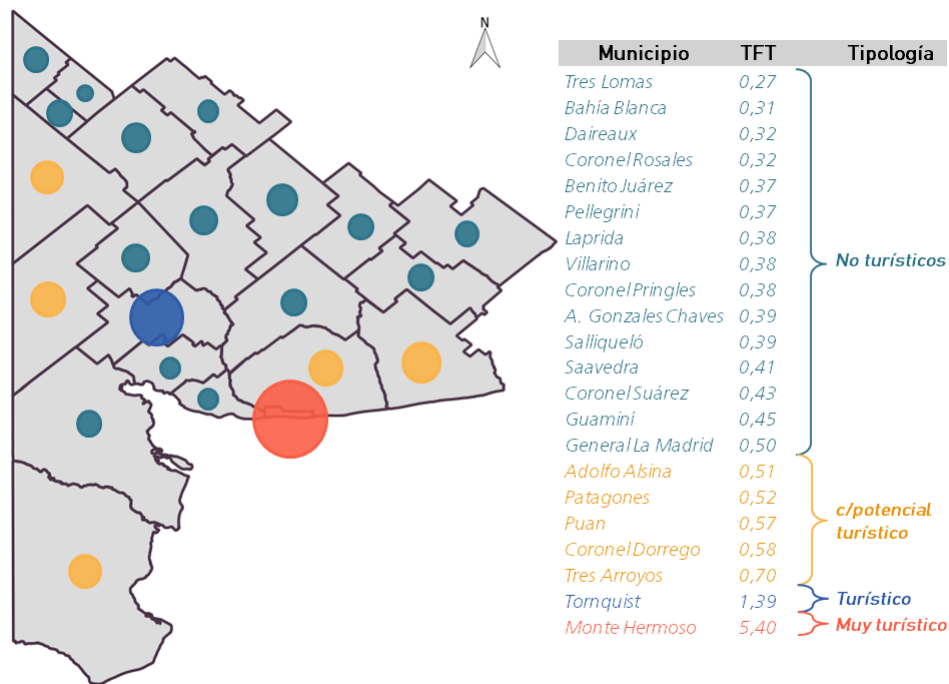 N
Municipio TFT Tipología
Tres Lomas 0,27
Bahía Blanca 0,31
Daireaux 0,32
Coronel Rosales 0,32
Benito Juárez 0,37
Pellegrini 0,37
Laprida 0,38
Villarino 0,38
No turísticos
Coronel Pringles 0,38
A. Gonzales Chaves 0,39
Salliqueló 0,39
Saavedra 0,41
Coronel Suárez 0,43
Guaminí 0,45
General La Madrid 0,50
Adolfo Alsina 0,51
Patagones 0,52
c/potencial
Puan 0,57
turístico
Coronel Dorrego 0,58
Tres Arroyos 0,70
Tornquist 1,39 Turístico
Monte Hermoso 5,40 Muy turístico